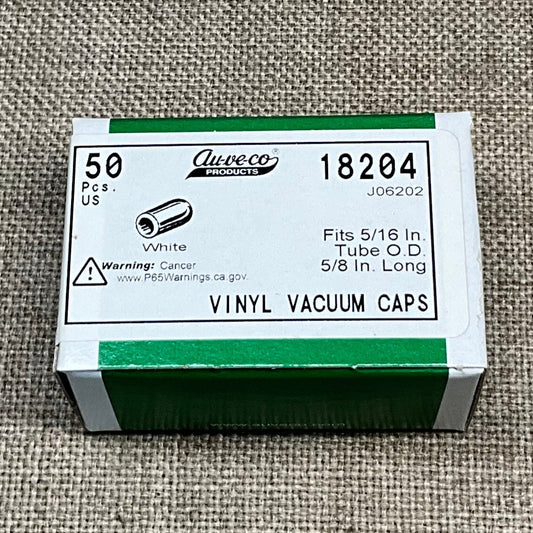 50
Pcs.
US
Au-ve-co®
PRODUCTS
18204
J06202
White
Fits 5/16 In.
Tube O.D.
5/8 In. Long
Warning: Cancer
www.P65Warnings.ca.gov.
VINYL VACUUM CAPS